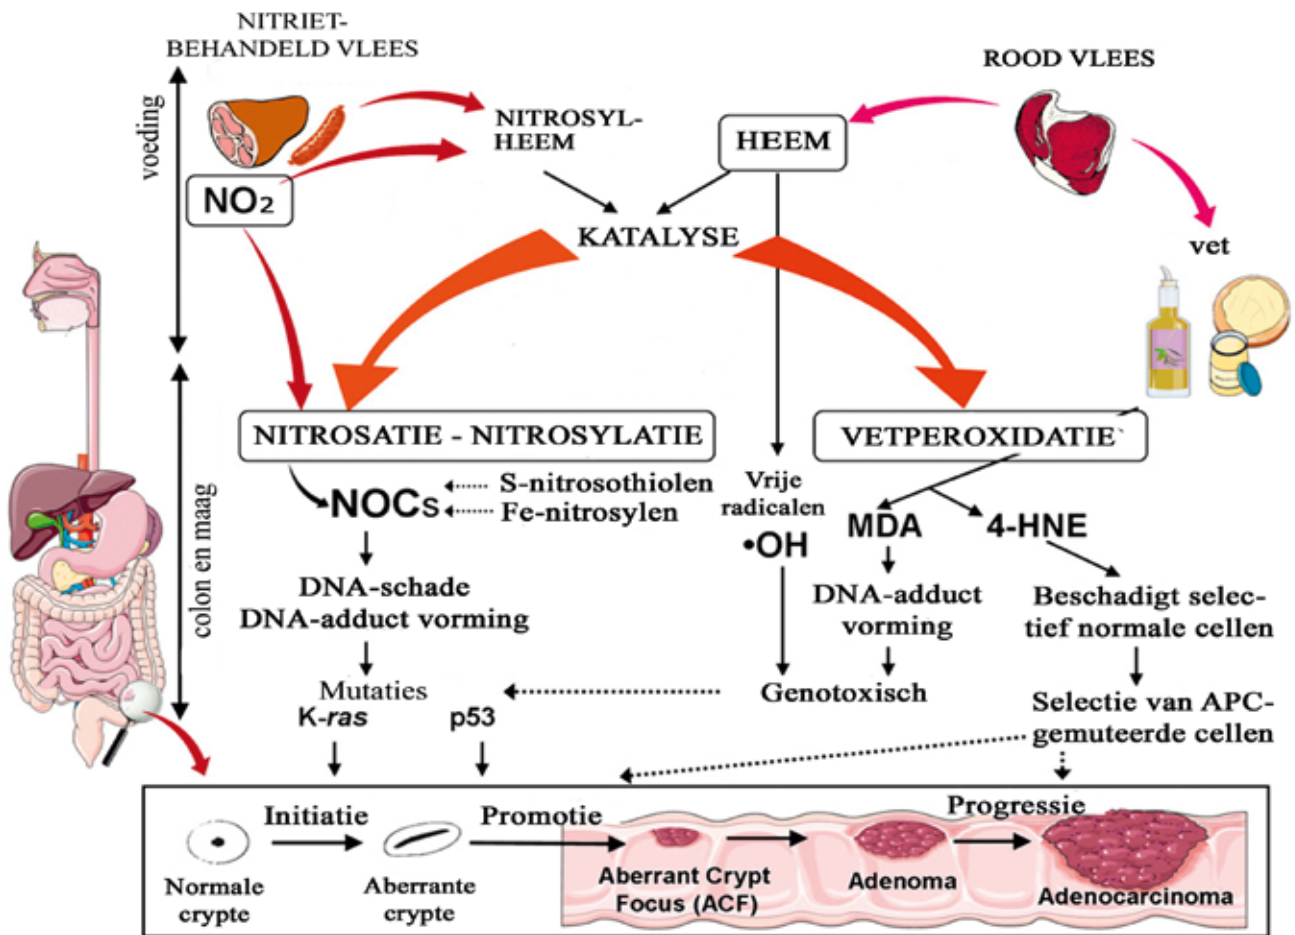 NITRIET-
BEHANDELD VLEES
ROOD VLEES
voeding
NITROSYL-
HEEM
HEEM
NO2
KATALYSE
vet
NITROSATIE - NITROSYLATIE
VETPEROXIDATIE
colon en maag
NOCs
S-nitrosothiolen
Fe-nitrosylen
Vrije
radicalen
•OH
MDA
4-HNE
DNA-schade
DNA-adduct vorming
DNA-adduct
vorming
Beschadigt selec-
tief normale cellen
Mutaties
K-ras
p53
Genotoxisch
Selectie van APC-
gemuteerde cellen
Initiatie
Promotie
Progressie
Normale
crypte
Aberrante
crypte
Aberrant Crypt
Focus (ACF)
Adenoma
Adenocarcinoma